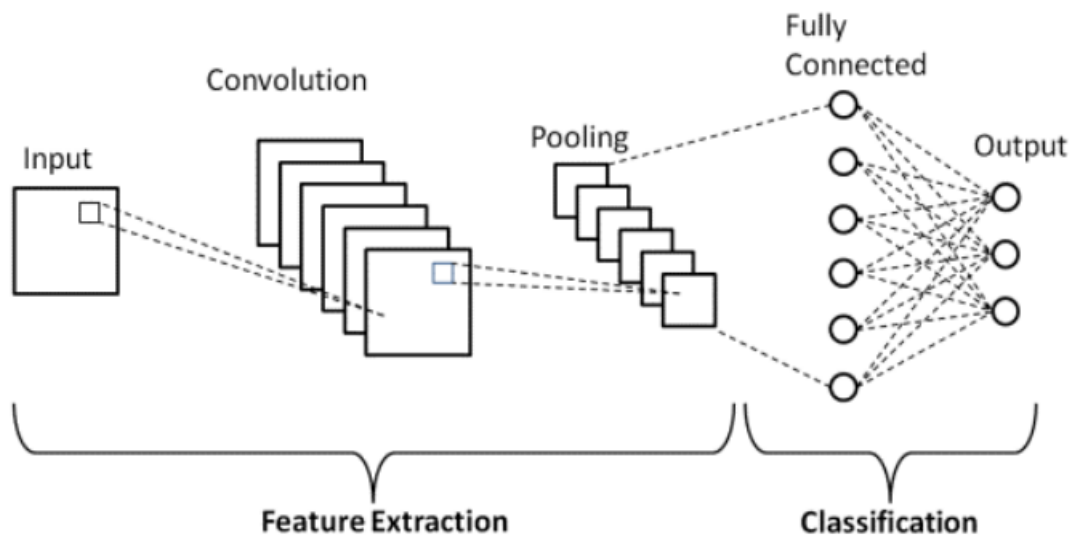 Input
Convolution
Pooling
Fully
Connected
Output
Feature Extraction
Classification